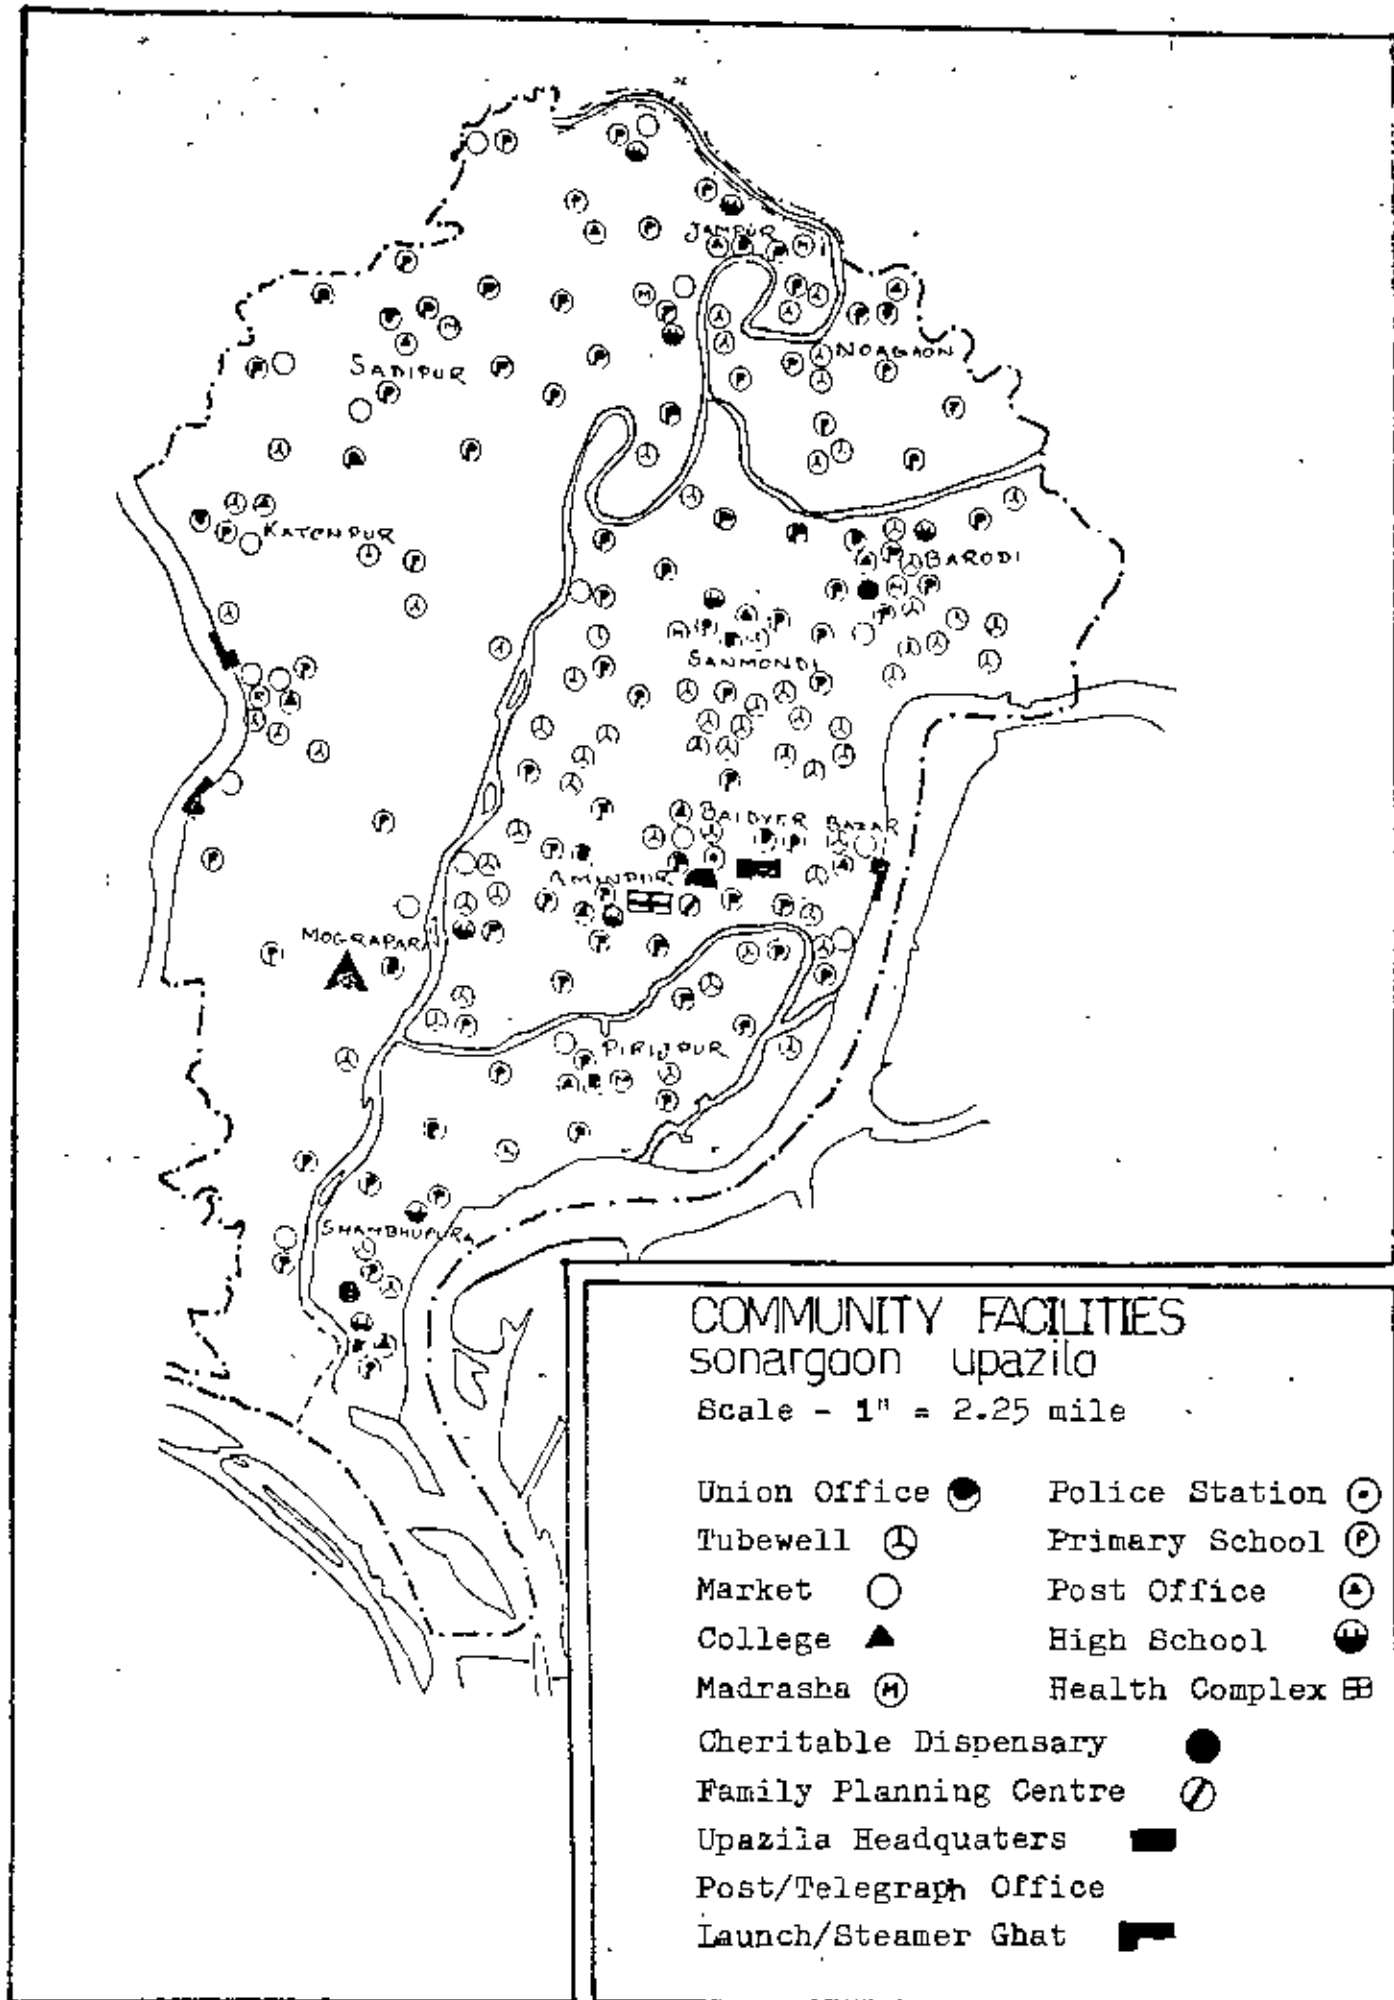 JAMPUR
NOAGAON
SADIPUR
KATCHPUR
BARODI
SANMONDI
BAIDYER BAZAR
AMINPUR
MOGRAPARA
PIRIJPUR
SHAMBHUPURA
COMMUNITY FACILITIES
sonargaon upazila
Scale - 1" = 2.25 mile
Union Office
Police Station
Tubewell
Primary School
Market
Post Office
College
High School
Madrasha
Health Complex
Cheritable Dispensary
Family Planning Centre
Upazila Headquaters
Post/Telegraph Office
Launch/Steamer Ghat